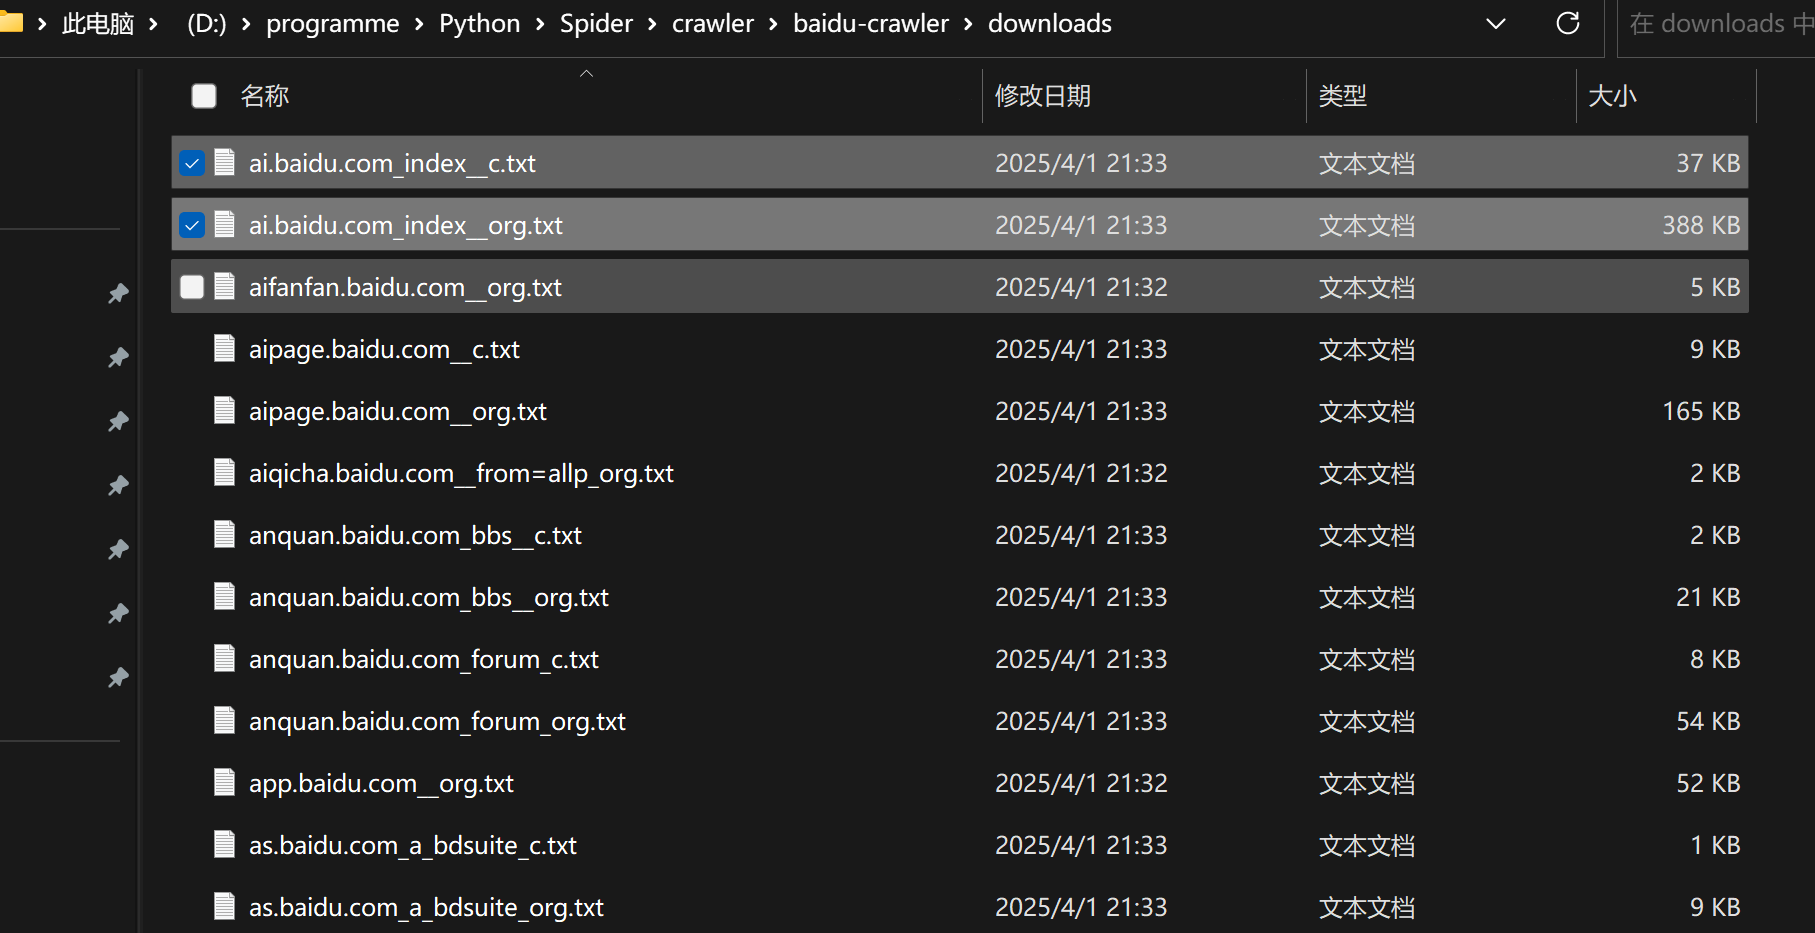 此电脑 > (D:) > programme > Python > Spider > crawler > baidu-crawler > downloads
在 downloads 中
名称 修改日期 类型 大小
ai.baidu.com_index__c.txt 2025/4/1 21:33 文本文档 37 KB
ai.baidu.com_index__org.txt 2025/4/1 21:33 文本文档 388 KB
aifanfan.baidu.com__org.txt 2025/4/1 21:32 文本文档 5 KB
aipage.baidu.com__c.txt 2025/4/1 21:33 文本文档 9 KB
aipage.baidu.com__org.txt 2025/4/1 21:33 文本文档 165 KB
aiqicha.baidu.com__from=allp_org.txt 2025/4/1 21:32 文本文档 2 KB
anquan.baidu.com_bbs__c.txt 2025/4/1 21:33 文本文档 2 KB
anquan.baidu.com_bbs__org.txt 2025/4/1 21:33 文本文档 21 KB
anquan.baidu.com_forum_c.txt 2025/4/1 21:33 文本文档 8 KB
anquan.baidu.com_forum_org.txt 2025/4/1 21:33 文本文档 54 KB
app.baidu.com__org.txt 2025/4/1 21:32 文本文档 52 KB
as.baidu.com_a_bdsuite_c.txt 2025/4/1 21:33 文本文档 1 KB
as.baidu.com_a_bdsuite_org.txt 2025/4/1 21:33 文本文档 9 KB